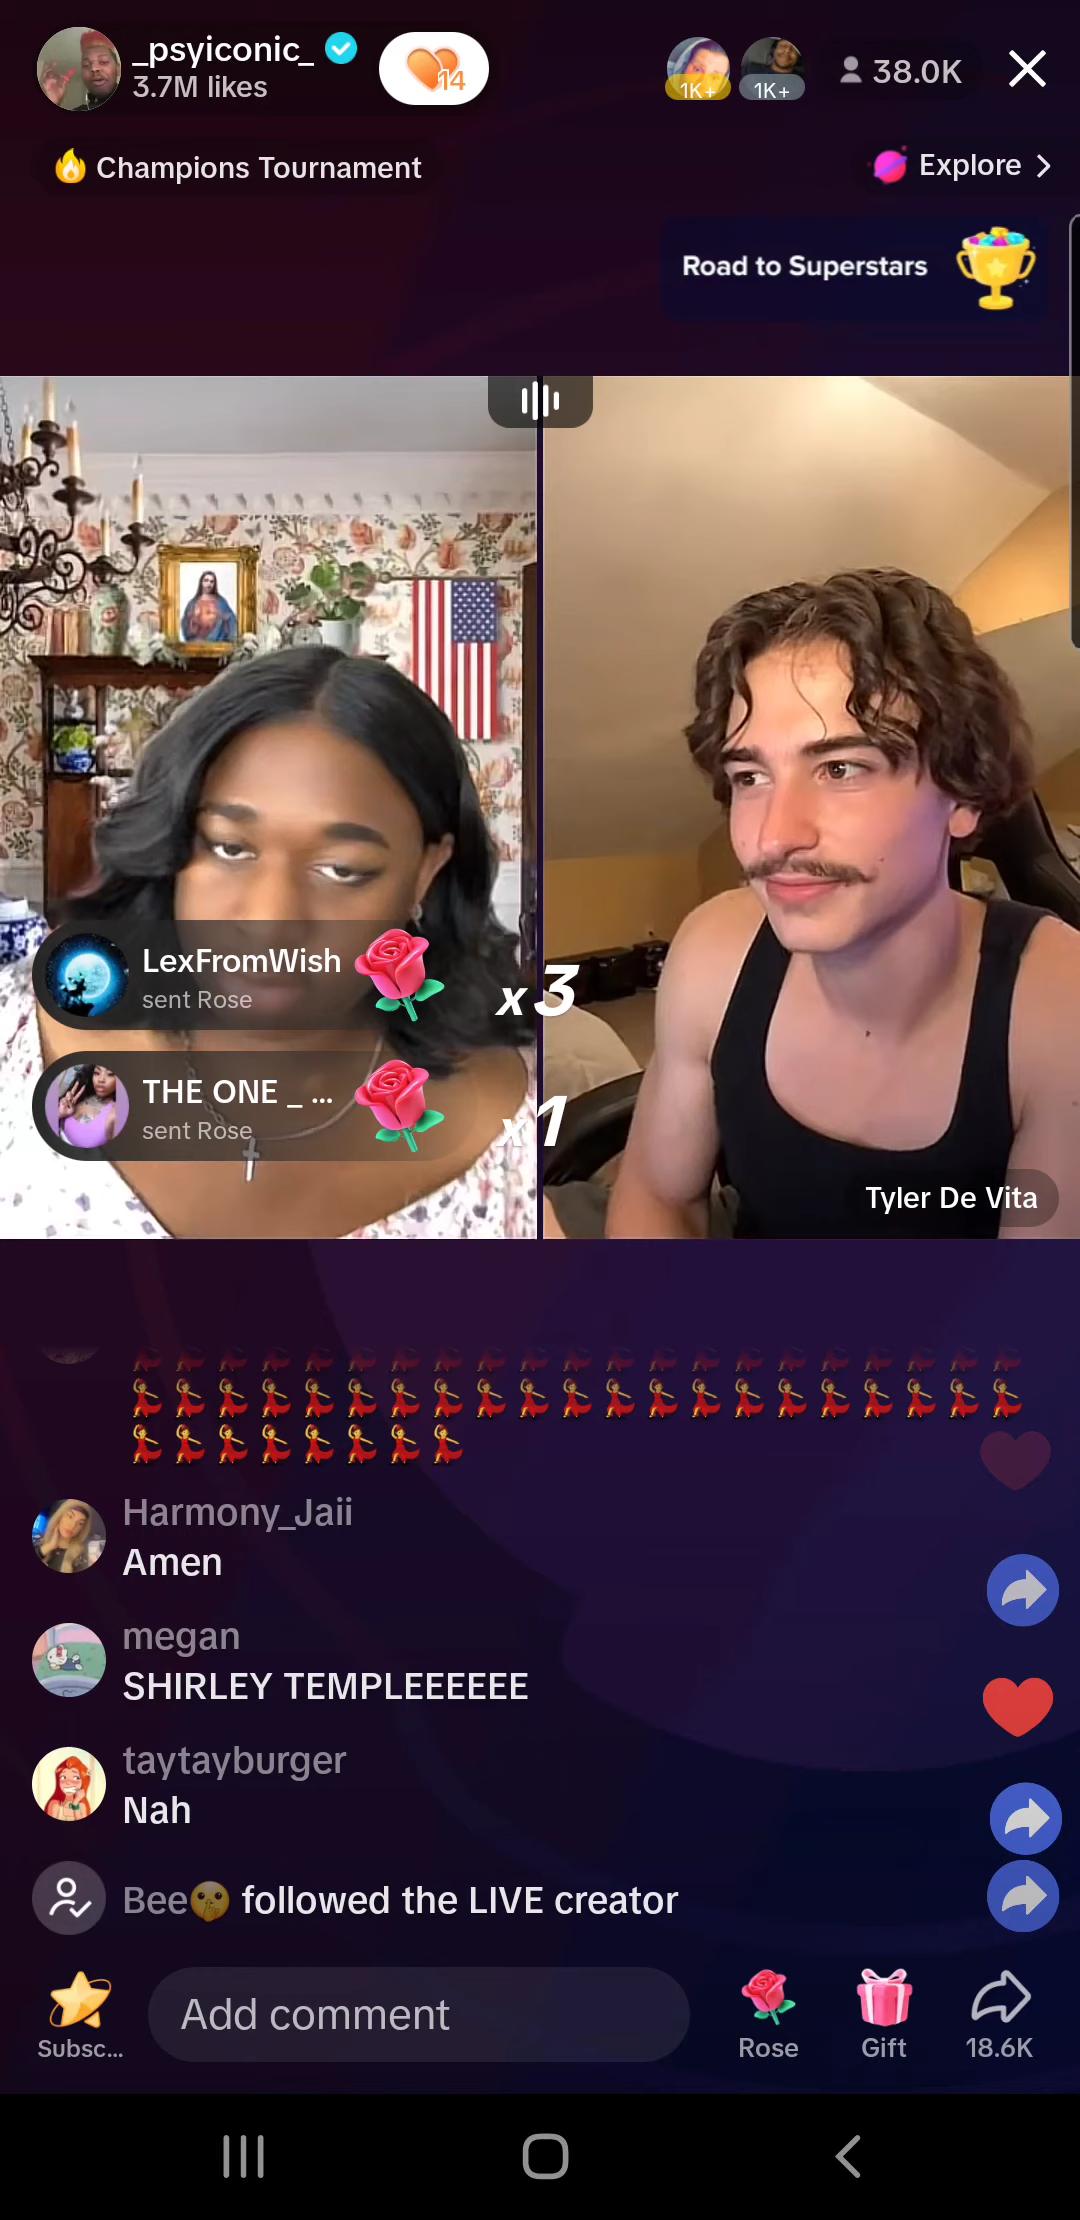 _psyiconic_
3.7M likes
14
1K+
1K+
38.0K
Champions Tournament
Explore
Road to Superstars
LexFromWish
sent Rose
x3
THE ONE _ ...
sent Rose
x1
Tyler De Vita
Harmony_Jaii
Amen
megan
SHIRLEY TEMPLEEEEEE
taytayburger
Nah
Bee🤫 followed the LIVE creator
Subsc...
Add comment
Rose
Gift
18.6K